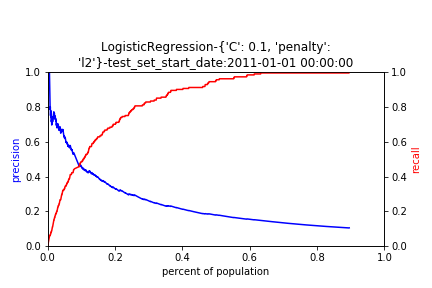 LogisticRegression-{'C': 0.1, 'penalty':
'l2'}-test_set_start_date:2011-01-01 00:00:00
1.0
0.8
0.6
0.4
0.2
0.0
precision
1.0
0.8
0.6
0.4
0.2
0.0
recall
0.0 0.2 0.4 0.6 0.8 1.0
percent of population